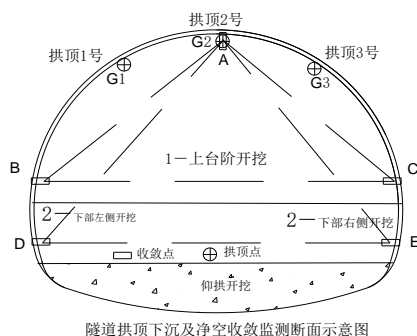 拱顶2号
拱顶1号
G2
拱顶3号
G1
A
G3
1－上台阶开挖
B
C
2－下部左侧开挖
2－下部右侧开挖
D
E
收敛点
拱顶点
仰拱开挖
隧道拱顶下沉及净空收敛监测断面示意图